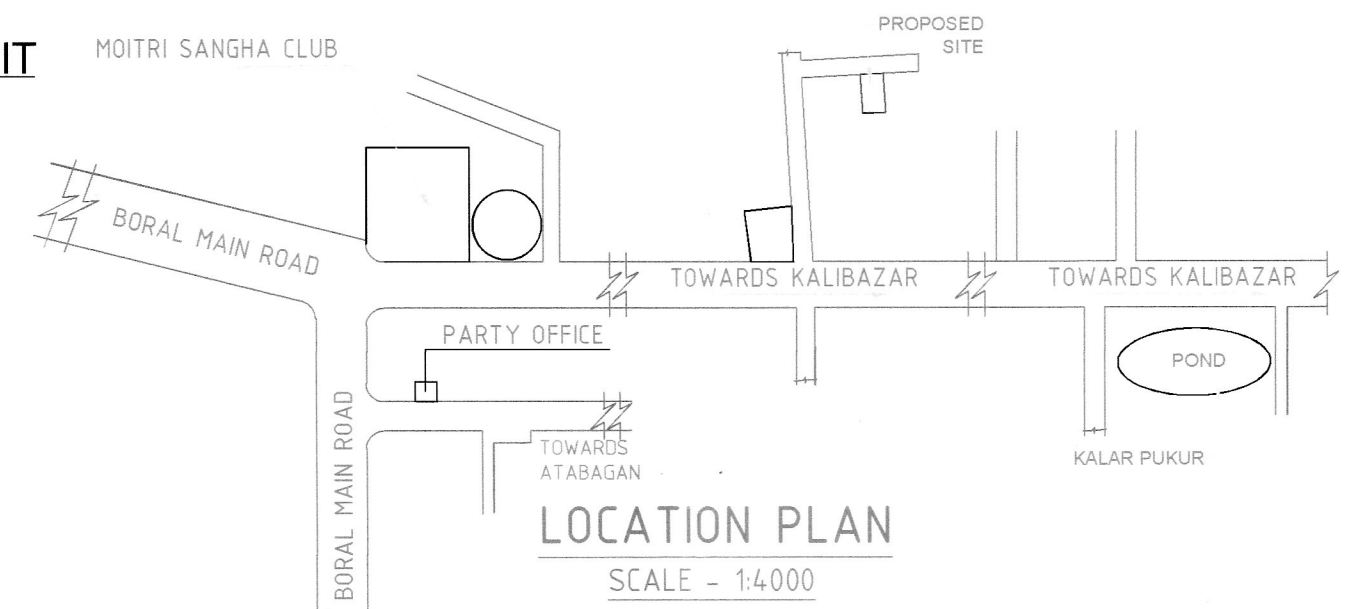 IT
MOITRI SANGHA CLUB
PROPOSED
SITE
BORAL MAIN ROAD
TOWARDS KALIBAZAR
TOWARDS KALIBAZAR
PARTY OFFICE
POND
BORAL MAIN ROAD
TOWARDS
ATABAGAN
KALAR PUKUR
LOCATION PLAN
SCALE - 1:4000